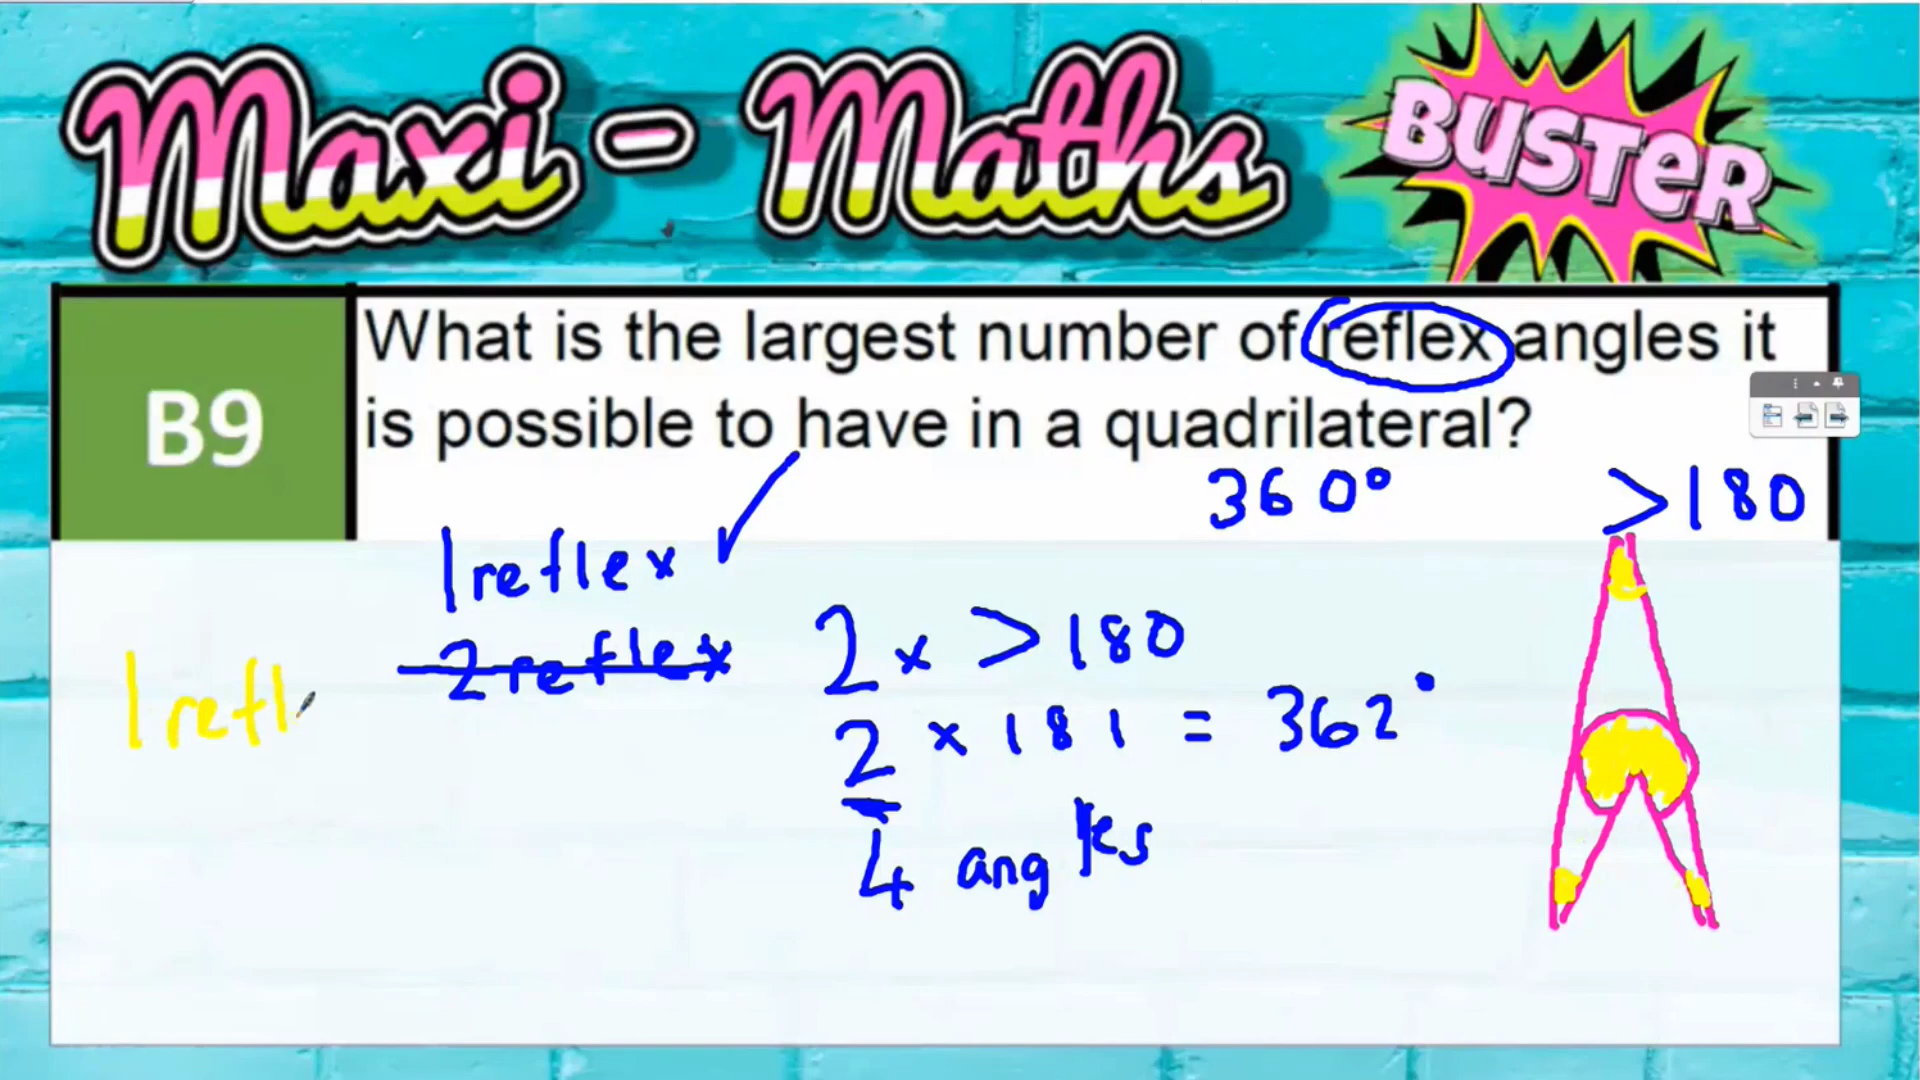 Maxi - Maths
BUSTER
B9
What is the largest number of reflex angles it
is possible to have in a quadrilateral?
360°
>180
1 reflex
2 reflex
2 x >180
1 refl
2 x 181 = 362°
4 angles